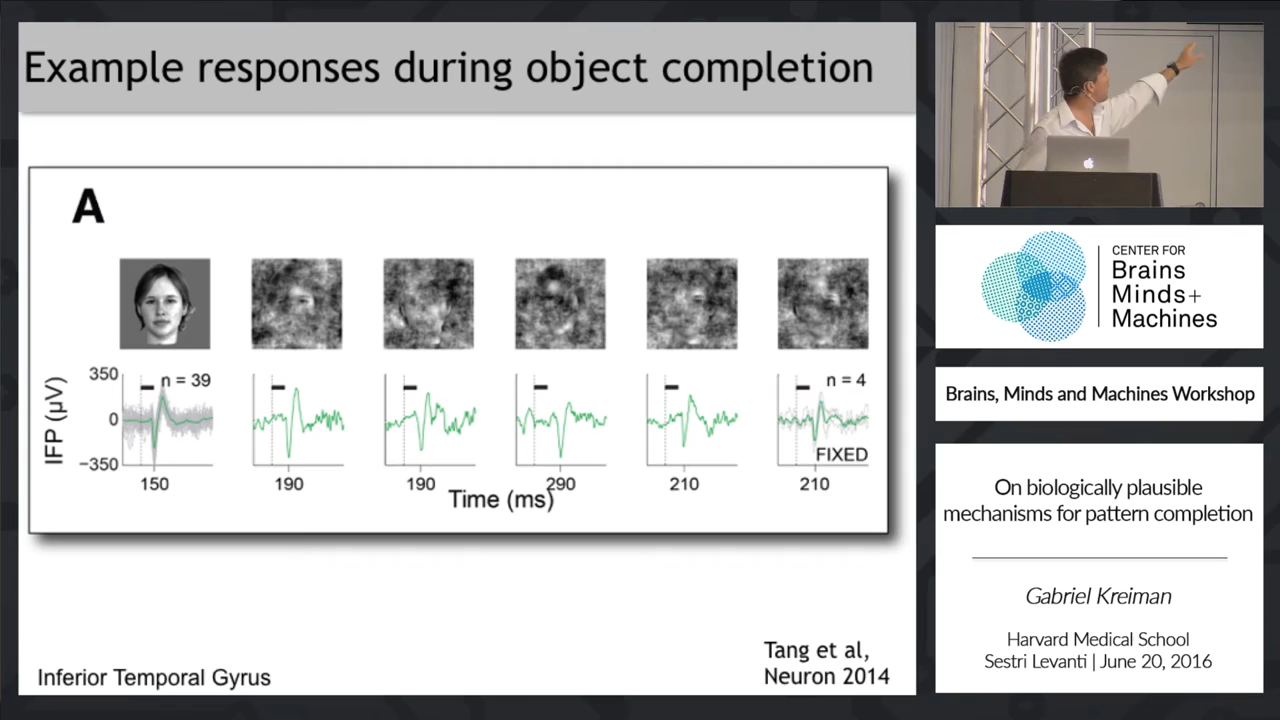 Example responses during object completion
A
350
0
−350
IFP (µV)
n = 39
n = 4
FIXED
150
190
190
290
210
210
Time (ms)
Inferior Temporal Gyrus
Tang et al,
Neuron 2014
CENTER FOR
Brains
Minds+
Machines
Brains, Minds and Machines Workshop
On biologically plausible
mechanisms for pattern completion
Gabriel Kreiman
Harvard Medical School
Sestri Levanti | June 20, 2016